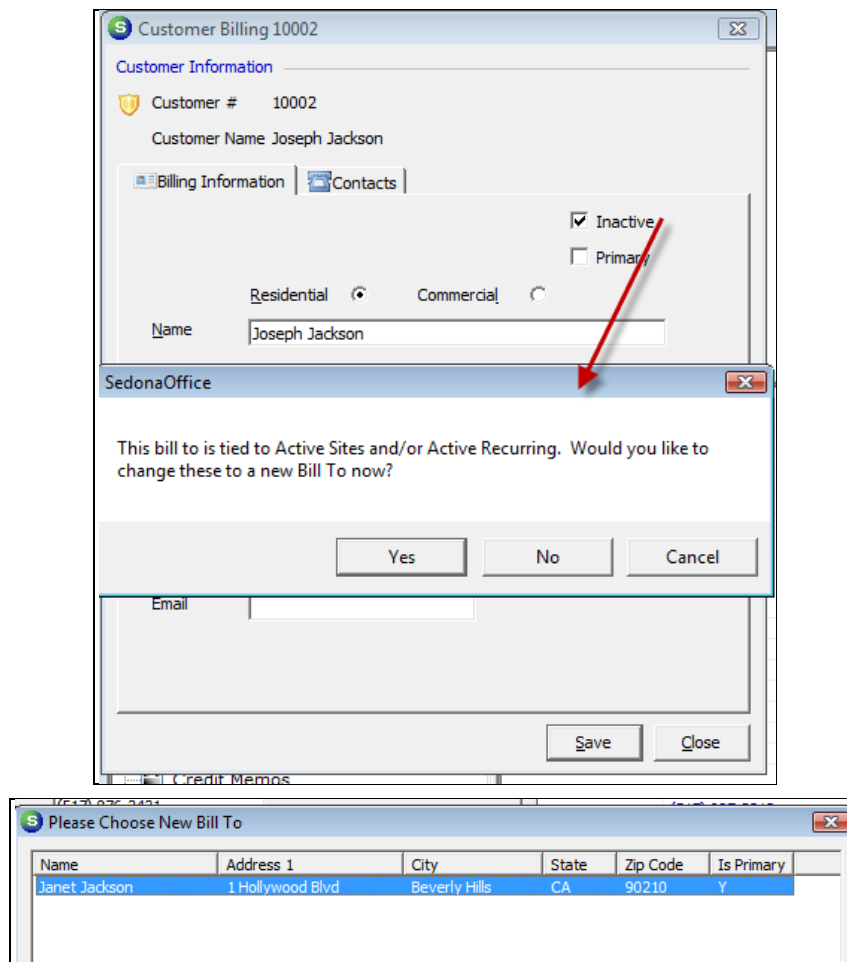 S Customer Billing 10002
Customer Information
Customer # 10002
Customer Name Joseph Jackson
Billing Information Contacts
Inactive
Primary
Residential Commercial
Name Joseph Jackson
SedonaOffice
This bill to is tied to Active Sites and/or Active Recurring. Would you like to
change these to a new Bill To now?
Yes No Cancel
Email
Save Close
Credit Memos
S Please Choose New Bill To
Name Address 1 City State Zip Code Is Primary
Janet Jackson 1 Hollywood Blvd Beverly Hills CA 90210 Y